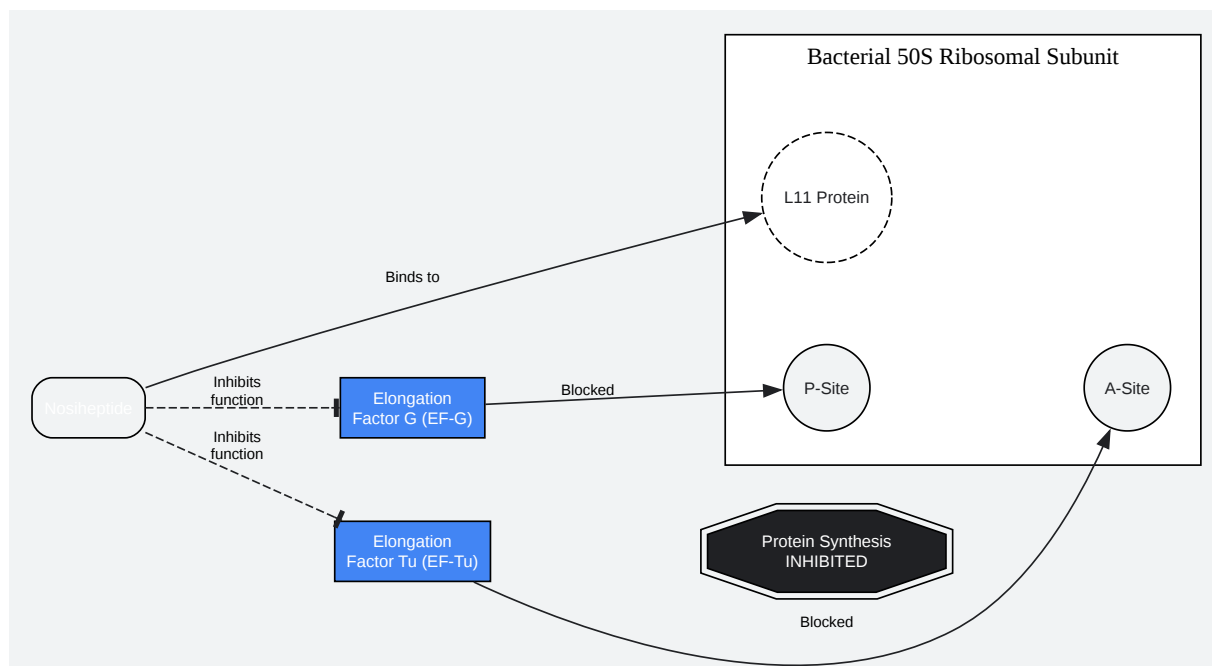 Bacterial 50S Ribosomal Subunit
L11 Protein
Binds to
Nosiheptide
Inhibits
function
Elongation
Factor G (EF-G)
Blocked
P-Site
A-Site
Inhibits
function
Elongation
Factor Tu (EF-Tu)
Protein Synthesis
INHIBITED
Blocked